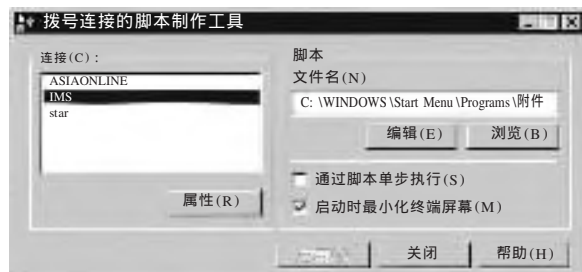 拨号连接的脚本制作工具
连接(C):
ASIAONLINE
IMS
star
属性(R)
脚本
文件名(N)
C: \WINDOWS \Start Menu \Programs \附件
编辑(E)
浏览(B)
通过脚本单步执行(S)
启动时最小化终端屏幕(M)
关闭
帮助(H)